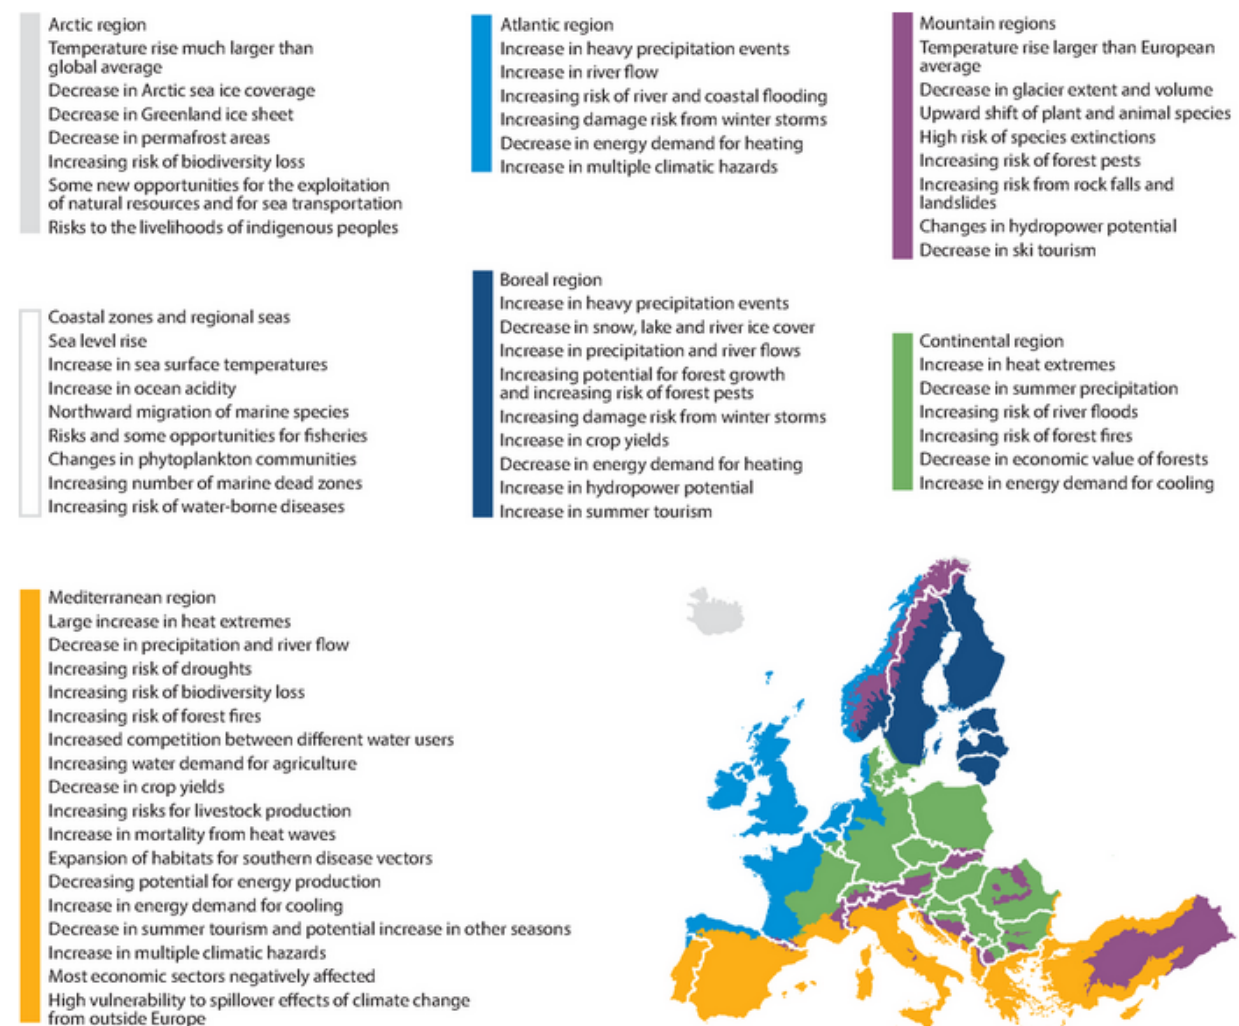 Arctic region
Temperature rise much larger than
global average
Decrease in Arctic sea ice coverage
Decrease in Greenland ice sheet
Decrease in permafrost areas
Increasing risk of biodiversity loss
Some new opportunities for the exploitation
of natural resources and for sea transportation
Risks to the livelihoods of indigenous peoples
Atlantic region
Increase in heavy precipitation events
Increase in river flow
Increasing risk of river and coastal flooding
Increasing damage risk from winter storms
Decrease in energy demand for heating
Increase in multiple climatic hazards
Mountain regions
Temperature rise larger than European
average
Decrease in glacier extent and volume
Upward shift of plant and animal species
High risk of species extinctions
Increasing risk of forest pests
Increasing risk from rock falls and
landslides
Changes in hydropower potential
Decrease in ski tourism
Coastal zones and regional seas
Sea level rise
Increase in sea surface temperatures
Increase in ocean acidity
Northward migration of marine species
Risks and some opportunities for fisheries
Changes in phytoplankton communities
Increasing number of marine dead zones
Increasing risk of water-borne diseases
Boreal region
Increase in heavy precipitation events
Decrease in snow, lake and river ice cover
Increase in precipitation and river flows
Increasing potential for forest growth
and increasing risk of forest pests
Increasing damage risk from winter storms
Increase in crop yields
Decrease in energy demand for heating
Increase in hydropower potential
Increase in summer tourism
Continental region
Increase in heat extremes
Decrease in summer precipitation
Increasing risk of river floods
Increasing risk of forest fires
Decrease in economic value of forests
Increase in energy demand for cooling
Mediterranean region
Large increase in heat extremes
Decrease in precipitation and river flow
Increasing risk of droughts
Increasing risk of biodiversity loss
Increasing risk of forest fires
Increased competition between different water users
Increasing water demand for agriculture
Decrease in crop yields
Increasing risks for livestock production
Increase in mortality from heat waves
Expansion of habitats for southern disease vectors
Decreasing potential for energy production
Increase in energy demand for cooling
Decrease in summer tourism and potential increase in other seasons
Increase in multiple climatic hazards
Most economic sectors negatively affected
High vulnerability to spillover effects of climate change
from outside Europe